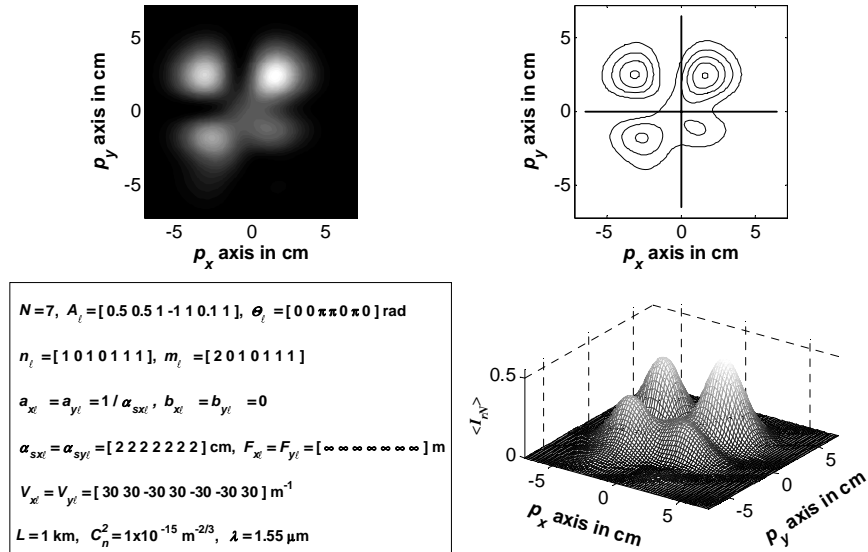 5
0
-5
p_y axis in cm
-5 0 5
p_x axis in cm
5
0
-5
p_y axis in cm
-5 0 5
p_x axis in cm
N = 7, A_ℓ = [ 0.5 0.5 1 -1 1 0.1 1 ], Θ_ℓ = [ 0 0 π π 0 π 0 ] rad
n_ℓ = [ 1 0 1 0 1 1 1 ], m_ℓ = [ 2 0 1 0 1 1 1 ]
a_xℓ = a_yℓ = 1 / α_sxℓ , b_xℓ = b_yℓ = 0
α_sxℓ = α_syℓ = [ 2 2 2 2 2 2 2 ] cm, F_xℓ = F_yℓ = [ ∞ ∞ ∞ ∞ ∞ ∞ ∞ ] m
V_xℓ = V_yℓ = [ 30 30 -30 30 -30 -30 30 ] m^-1
L = 1 km, C_n^2 = 1x10^-15 m^-2/3, λ = 1.55 μm
0.5
0
<I_rN>
-5 0 5
p_x axis in cm
-5 0 5
p_y axis in cm